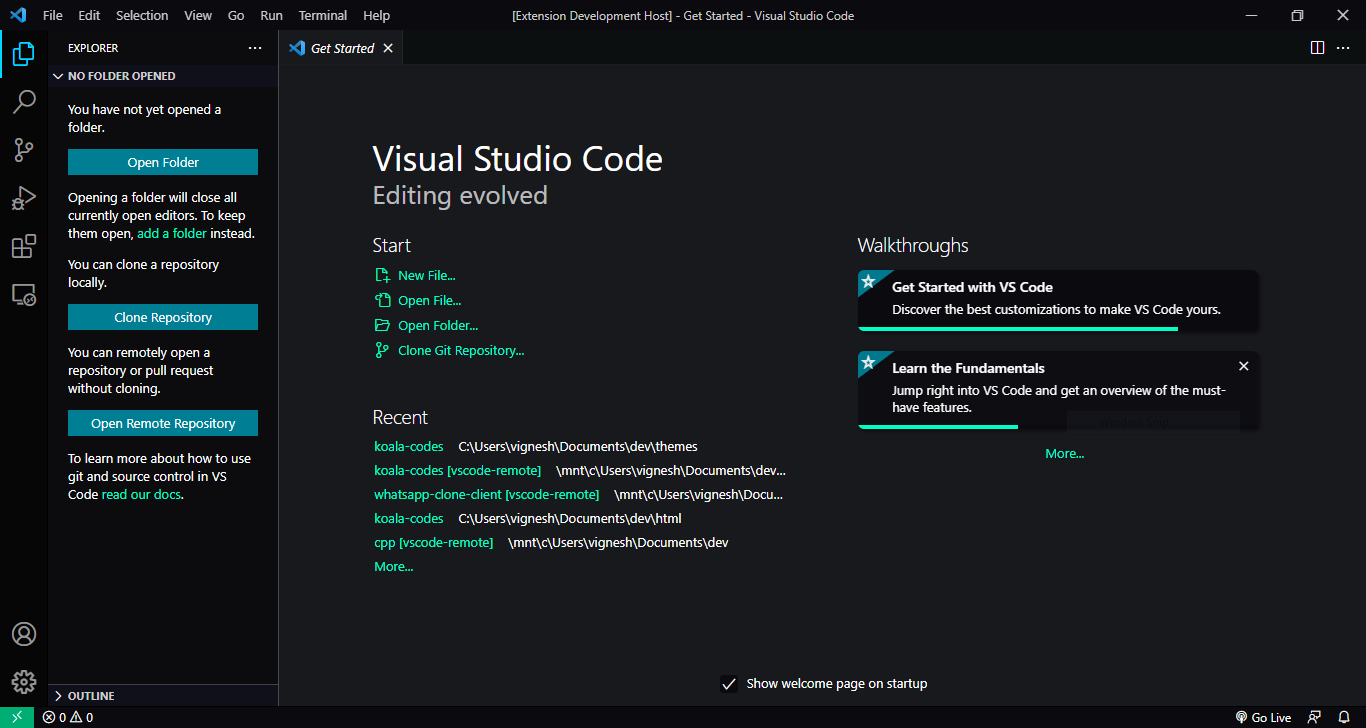 File Edit Selection View Go Run Terminal Help
[Extension Development Host] - Get Started - Visual Studio Code
EXPLORER
NO FOLDER OPENED
You have not yet opened a
folder.
Open Folder
Opening a folder will close all
currently open editors. To keep
them open, add a folder instead.
You can clone a repository
locally.
Clone Repository
You can remotely open a
repository or pull request
without cloning.
Open Remote Repository
To learn more about how to use
git and source control in VS
Code read our docs.
OUTLINE
Get Started
Visual Studio Code
Editing evolved
Start
New File...
Open File...
Open Folder...
Clone Git Repository...
Recent
koala-codes C:\Users\vignesh\Documents\dev\themes
koala-codes [vscode-remote] \mnt\c\Users\vignesh\Documents\dev...
whatsapp-clone-client [vscode-remote] \mnt\c\Users\vignesh\Docu...
koala-codes C:\Users\vignesh\Documents\dev\html
cpp [vscode-remote] \mnt\c\Users\vignesh\Documents\dev
More...
Walkthroughs
Get Started with VS Code
Discover the best customizations to make VS Code yours.
Learn the Fundamentals
Jump right into VS Code and get an overview of the must-
have features.
More...
Show welcome page on startup
0 0
Go Live